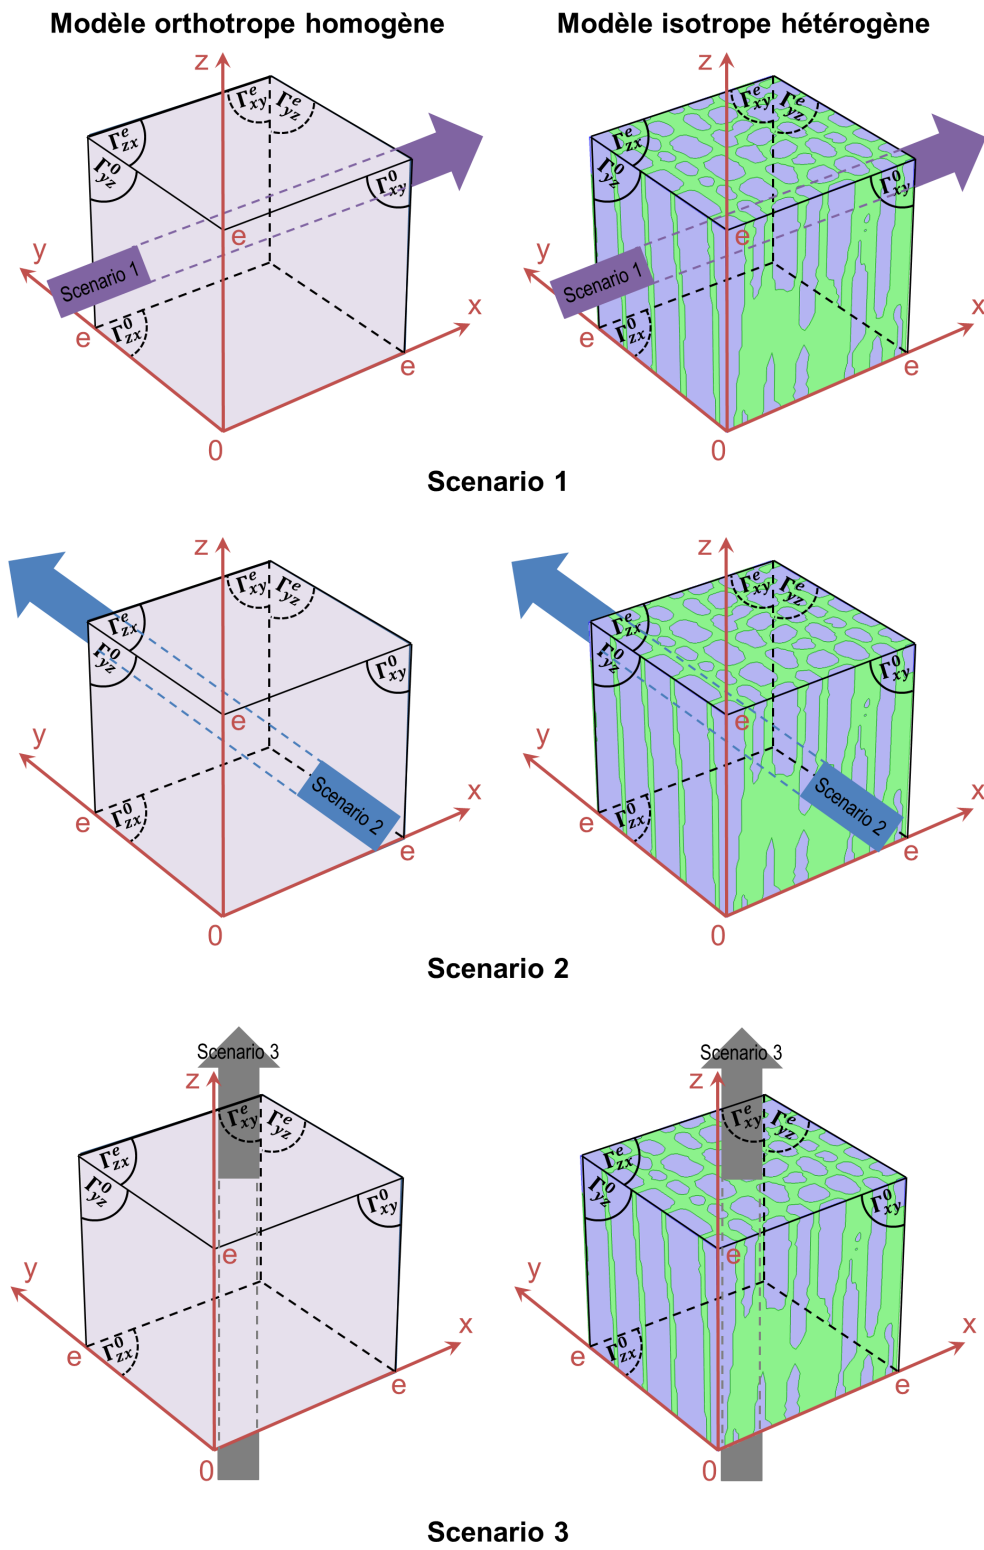 Modèle orthotrope homogène
Modèle isotrope hétérogène
z
Γ^e_xy
Γ^e_yz
Γ^e_zx
Γ^0_yz
Γ^0_xy
y
e
Scenario 1
x
Γ^0_zx
e
e
0
z
Γ^e_xy
Γ^e_yz
Γ^e_zx
Γ^0_yz
Γ^0_xy
y
e
Scenario 1
x
Γ^0_zx
e
e
0
Scenario 1
z
Γ^e_xy
Γ^e_yz
Γ^e_zx
Γ^0_yz
Γ^0_xy
y
e
Scenario 2
x
Γ^0_zx
e
e
0
z
Γ^e_xy
Γ^e_yz
Γ^e_zx
Γ^0_yz
Γ^0_xy
y
e
Scenario 2
x
Γ^0_zx
e
e
0
Scenario 2
Scenario 3
z
Γ^e_xy
Γ^e_yz
Γ^e_zx
Γ^0_yz
Γ^0_xy
y
e
x
Γ^0_zx
e
e
0
Scenario 3
z
Γ^e_xy
Γ^e_yz
Γ^e_zx
Γ^0_yz
Γ^0_xy
y
e
x
Γ^0_zx
e
e
0
Scenario 3